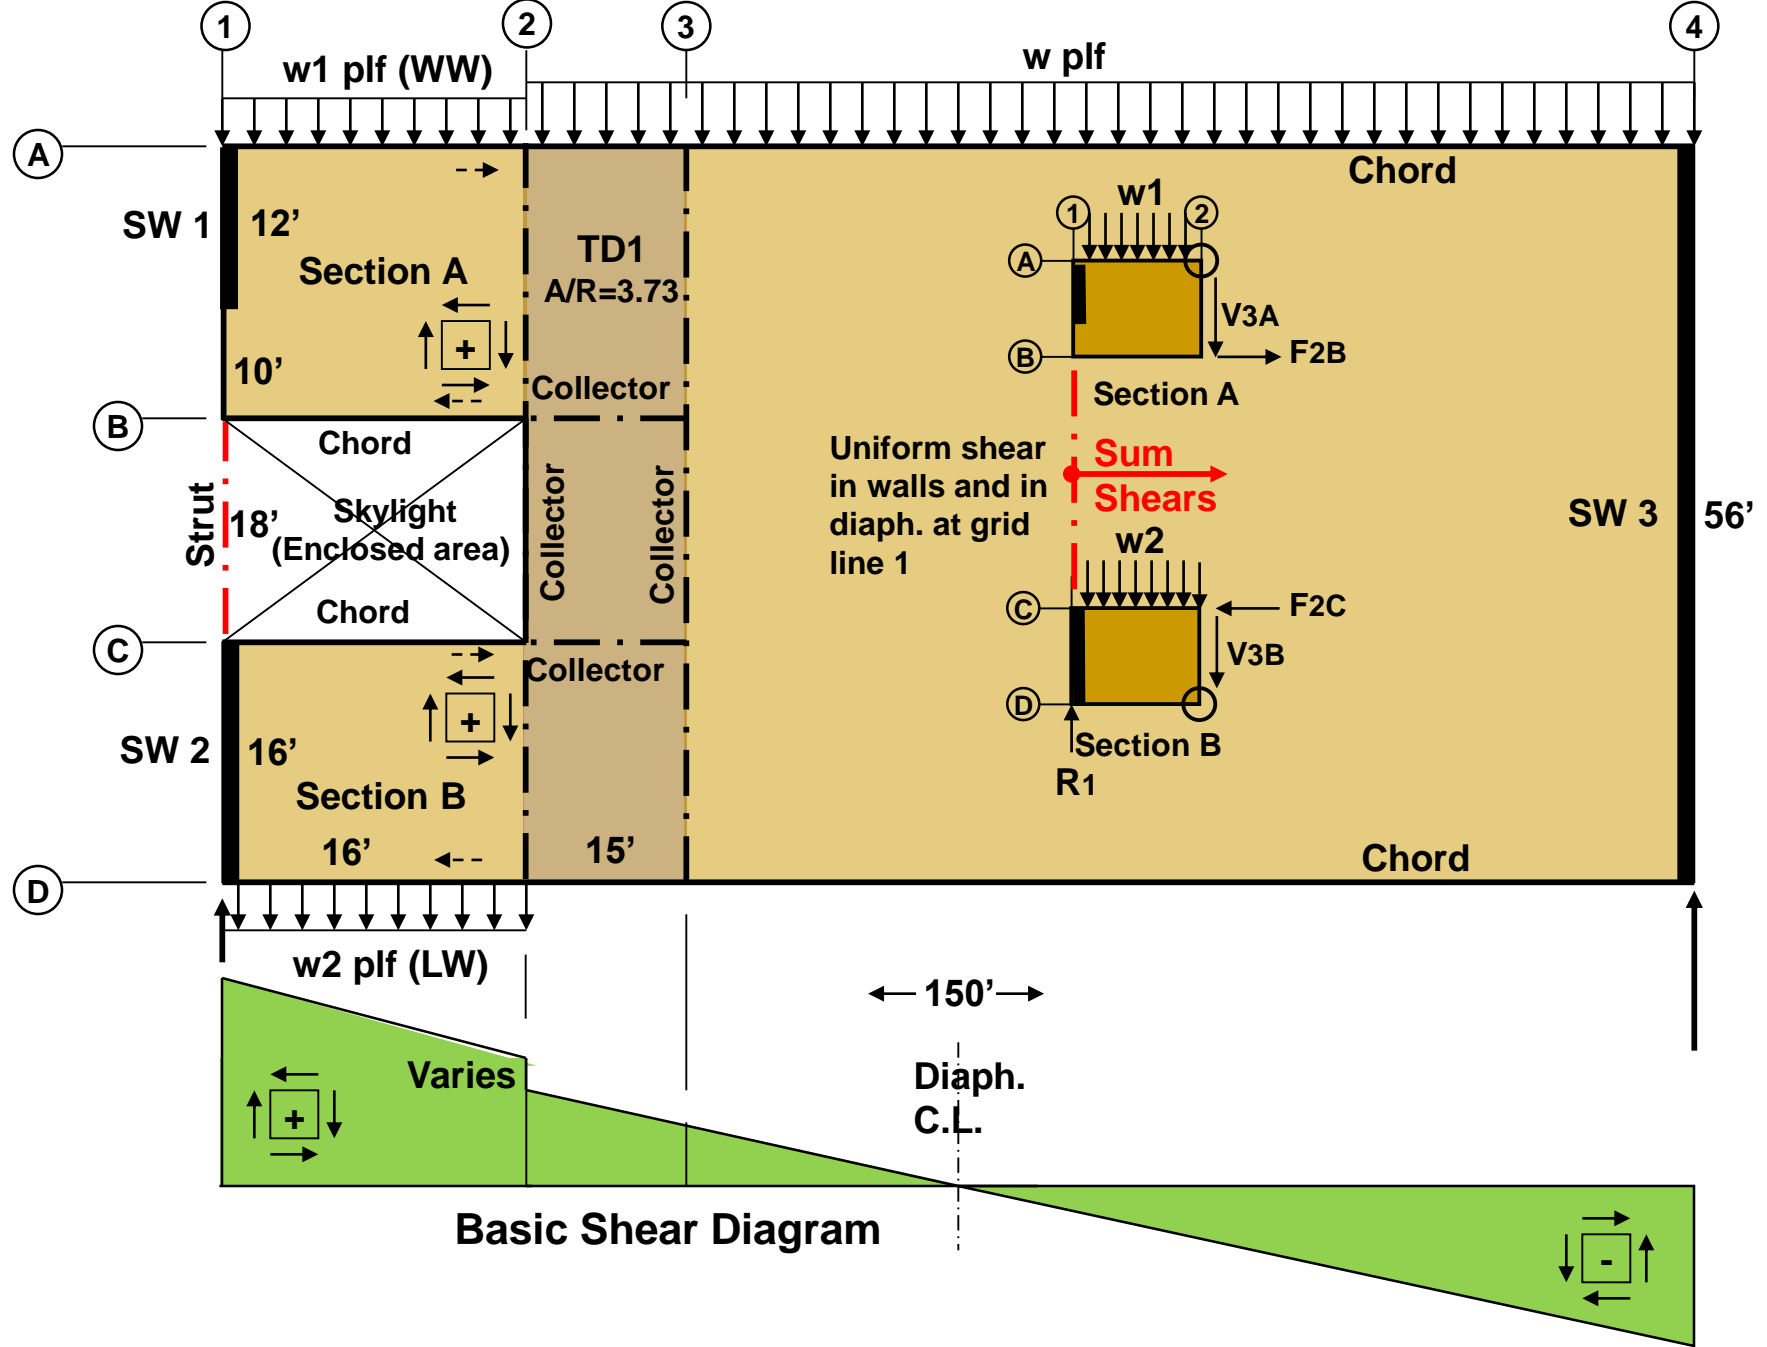 1
2
3
4
w1 plf (WW)
w plf
A
Chord
SW 1
12’
Section A
TD1
A/R=3.73
w1
1
2
A
V3A
B
F2B
+
10’
Collector
Section A
B
Chord
Strut
18’
Skylight
(Enclosed area)
Collector
Collector
Uniform shear
in walls and in
diaph. at grid
line 1
Sum
Shears
w2
SW 3
56’
Chord
C
C
F2C
V3B
Collector
+
D
SW 2
16’
Section B
Section B
R1
16’
15’
Chord
D
w2 plf (LW)
150’
Varies
Diaph.
C.L.
+
Basic Shear Diagram
-